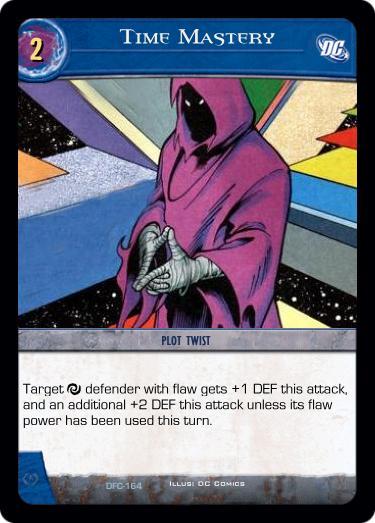 2
Time Mastery
DC
PLOT TWIST
Target defender with flaw gets +1 DEF this attack,
and an additional +2 DEF this attack unless its flaw
power has been used this turn.
DFC-164
Illus: DC Comics